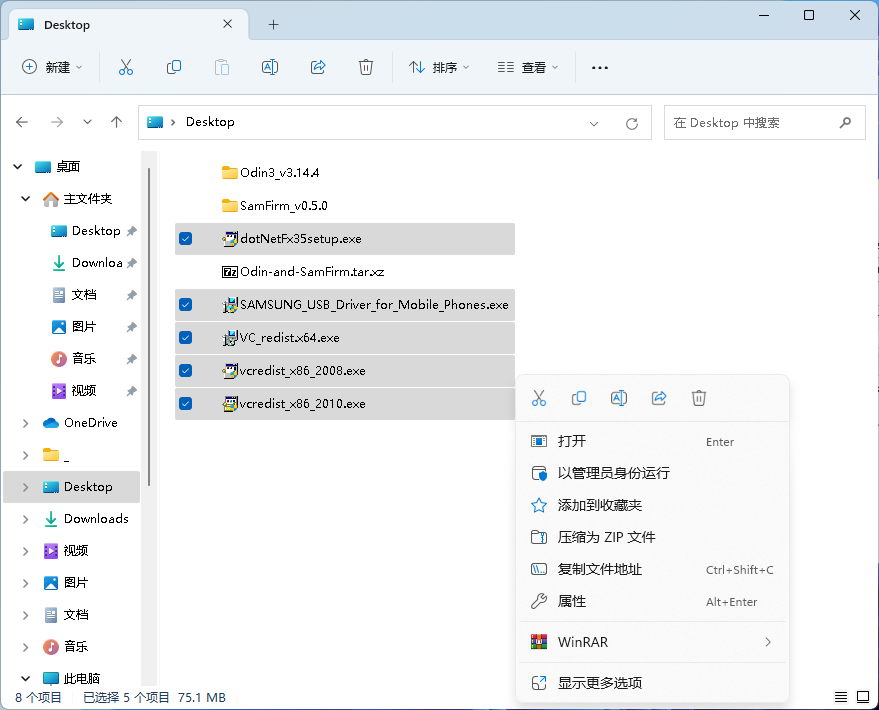 Desktop
新建
排序
查看
Desktop
在 Desktop 中搜索
桌面
主文件夹
Desktop
Downloa
文档
图片
音乐
视频
OneDrive
_
Desktop
Downloads
视频
图片
文档
音乐
此电脑
Odin3_v3.14.4
SamFirm_v0.5.0
dotNetFx35setup.exe
Odin-and-SamFirm.tar.xz
SAMSUNG_USB_Driver_for_Mobile_Phones.exe
VC_redist.x64.exe
vcredist_x86_2008.exe
vcredist_x86_2010.exe
打开 Enter
以管理员身份运行
添加到收藏夹
压缩为 ZIP 文件
复制文件地址 Ctrl+Shift+C
属性 Alt+Enter
WinRAR
显示更多选项
8 个项目 已选择 5 个项目 75.1 MB